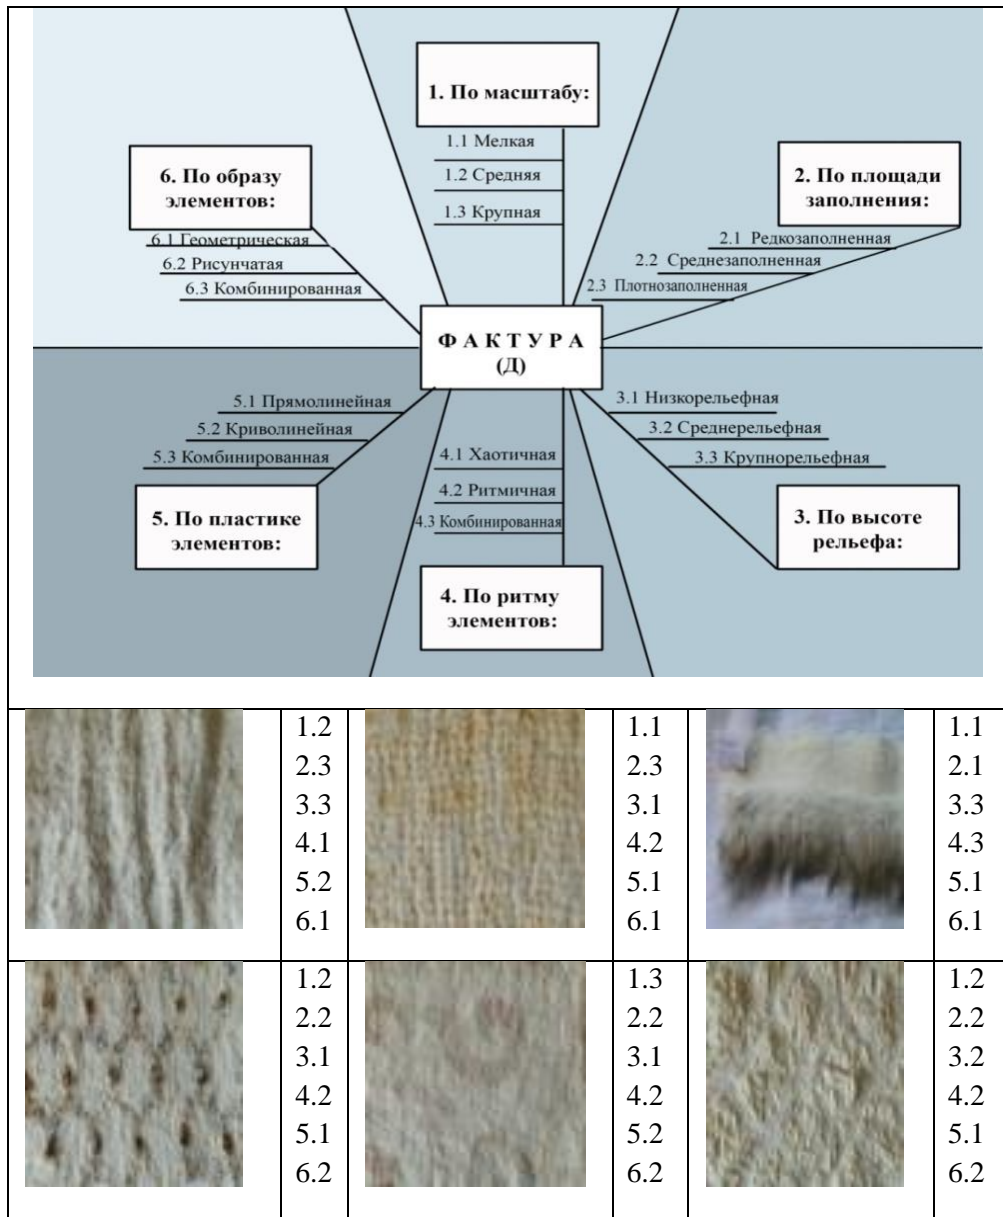 1. По масштабу:
1.1 Мелкая
1.2 Средняя
1.3 Крупная
2. По площади
заполнения:
2.1 Редкозаполненная
2.2 Среднезаполненная
2.3 Плотнозаполненная
Ф А К Т У Р А
(Д)
3.1 Низкорельефная
3.2 Среднерельефная
3.3 Крупнорельефная
3. По высоте
рельефа:
4.1 Хаотичная
4.2 Ритмичная
4.3 Комбинированная
4. По ритму
элементов:
5.1 Прямолинейная
5.2 Криволинейная
5.3 Комбинированная
5. По пластике
элементов:
6. По образу
элементов:
6.1 Геометрическая
6.2 Рисунчатая
6.3 Комбинированная
1.2
2.3
3.3
4.1
5.2
6.1
1.1
2.3
3.1
4.2
5.1
6.1
1.1
2.1
3.3
4.3
5.1
6.1
1.2
2.2
3.1
4.2
5.1
6.2
1.3
2.2
3.1
4.2
5.2
6.2
1.2
2.2
3.2
4.2
5.1
6.2